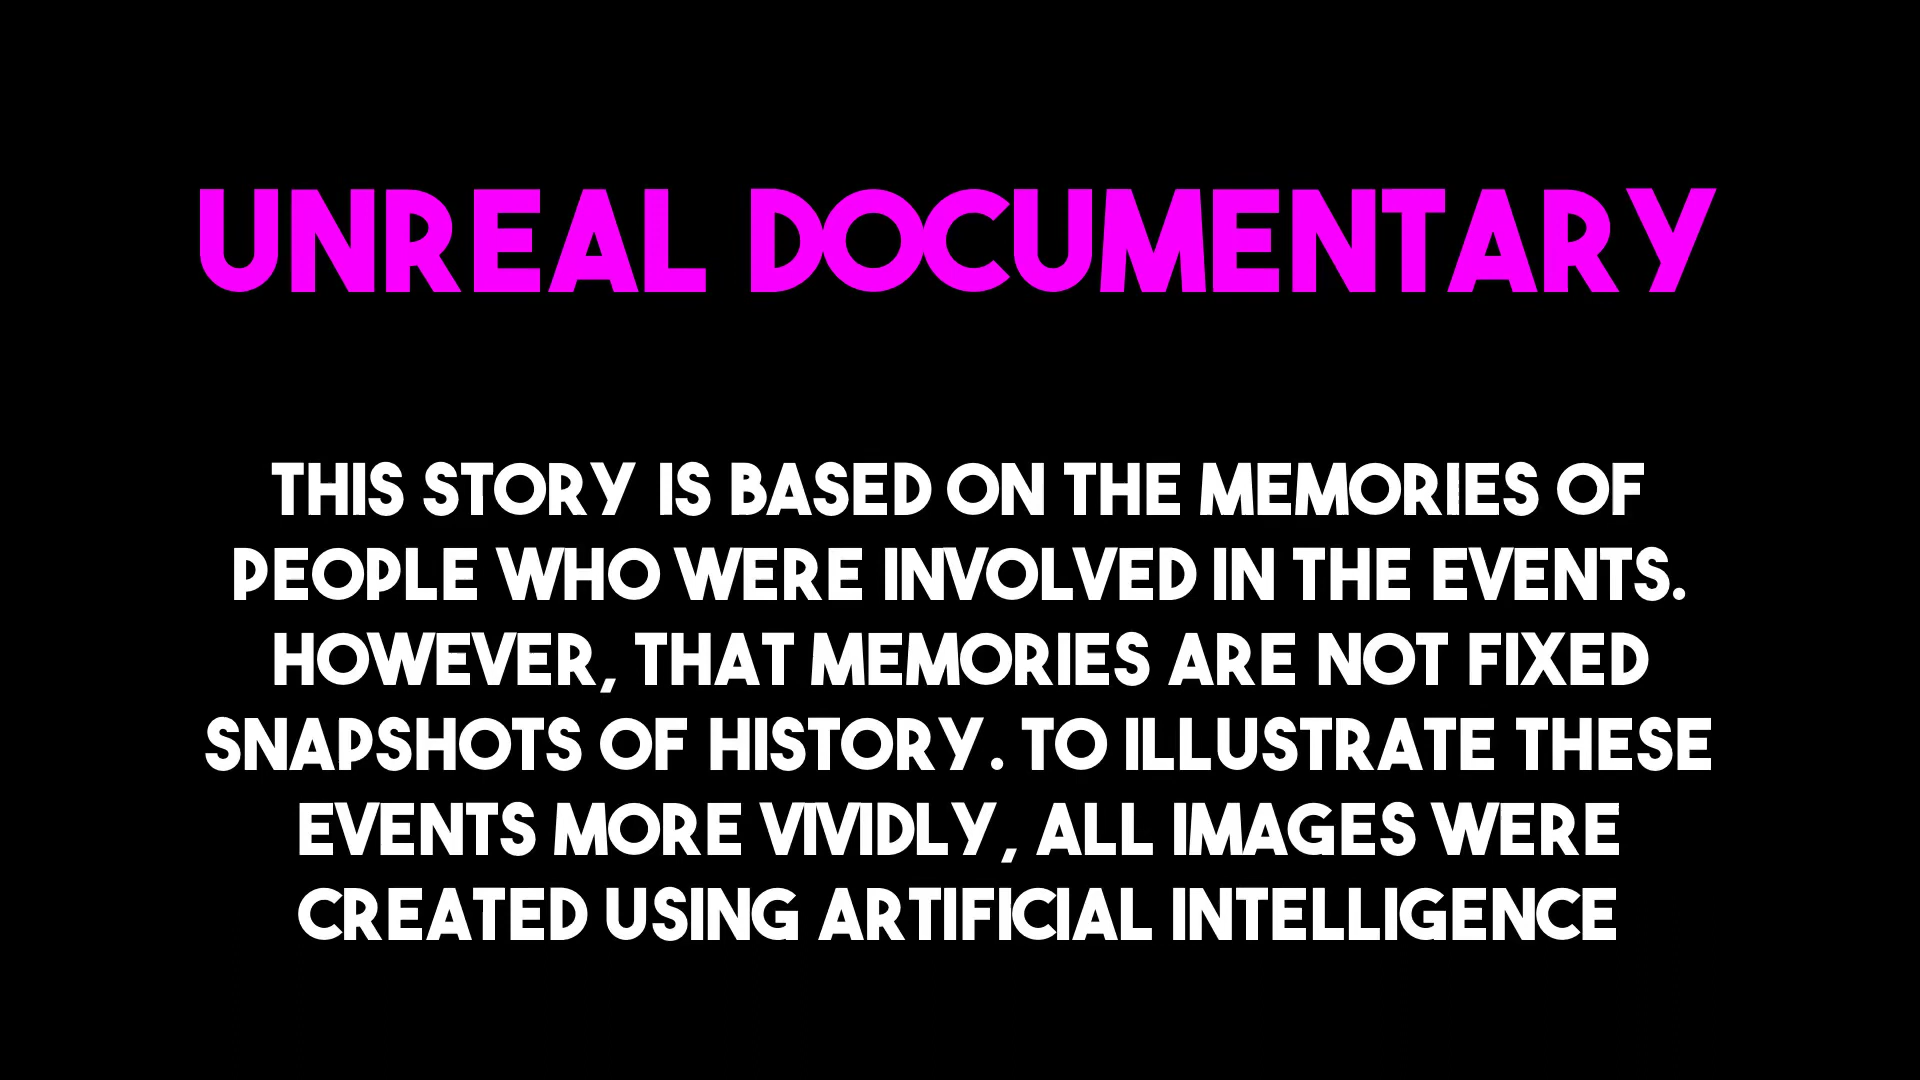 UNREAL DOCUMENTARY
THIS STORY IS BASED ON THE MEMORIES OF
PEOPLE WHO WERE INVOLVED IN THE EVENTS.
HOWEVER, THAT MEMORIES ARE NOT FIXED
SNAPSHOTS OF HISTORY. TO ILLUSTRATE THESE
EVENTS MORE VIVIDLY, ALL IMAGES WERE
CREATED USING ARTIFICIAL INTELLIGENCE